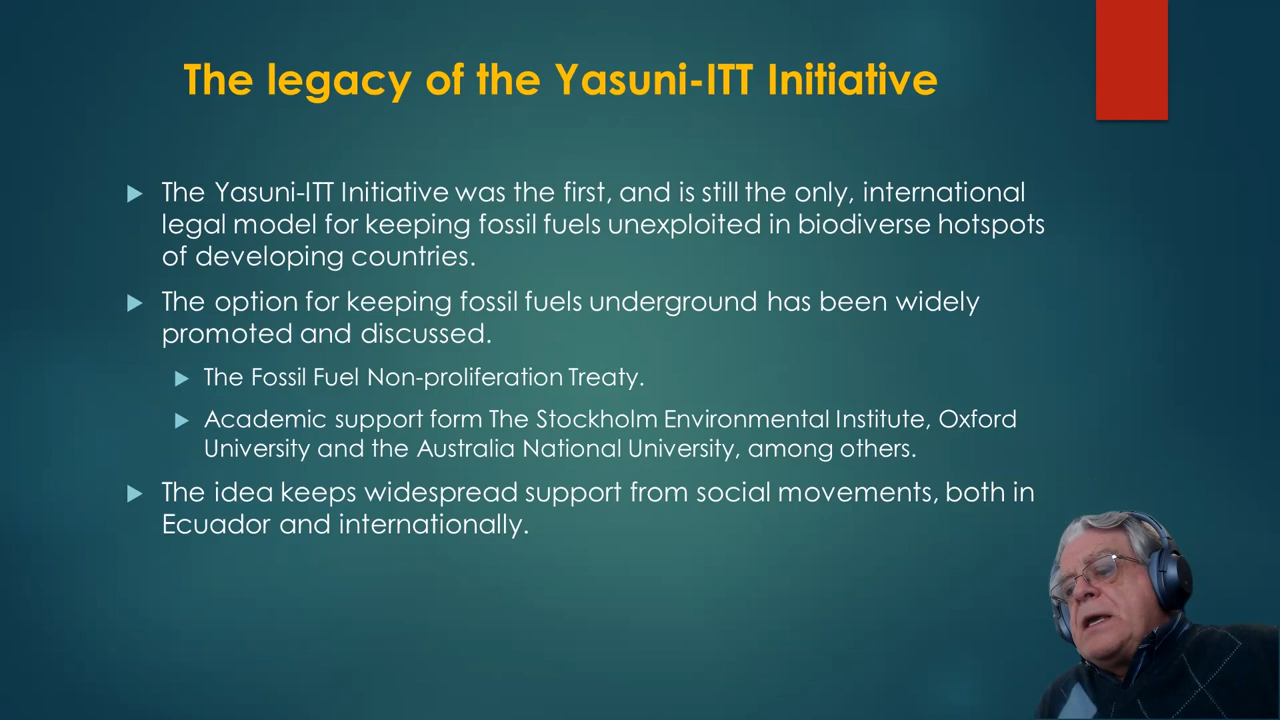 The legacy of the Yasuni-ITT Initiative
The Yasuni-ITT Initiative was the first, and is still the only, international
legal model for keeping fossil fuels unexploited in biodiverse hotspots
of developing countries.
The option for keeping fossil fuels underground has been widely
promoted and discussed.
The Fossil Fuel Non-proliferation Treaty.
Academic support form The Stockholm Environmental Institute, Oxford
University and the Australia National University, among others.
The idea keeps widespread support from social movements, both in
Ecuador and internationally.